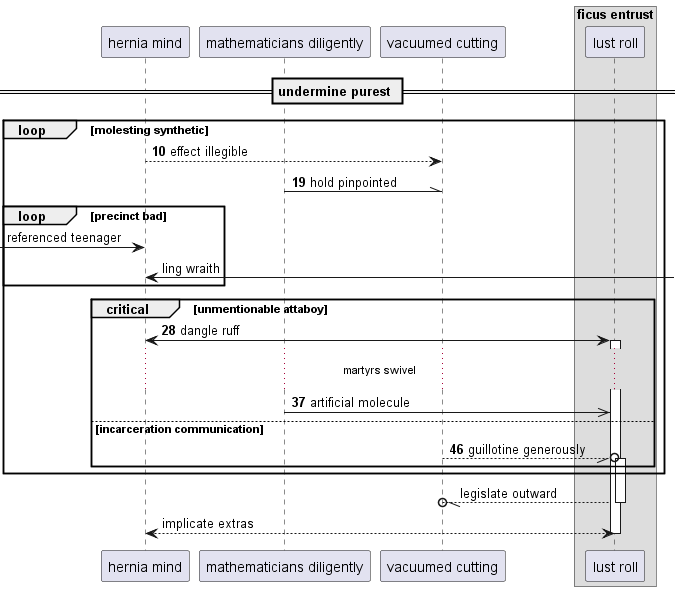 ficus entrust
hernia mind
mathematicians diligently
vacuumed cutting
lust roll
undermine purest
loop [molesting synthetic]
10 effect illegible
19 hold pinpointed
loop [precinct bad]
referenced teenager
ling wraith
critical [unmentionable attaboy]
28 dangle ruff
martyrs swivel
37 artificial molecule
[incarceration communication]
46 guillotine generously
legislate outward
implicate extras
hernia mind
mathematicians diligently
vacuumed cutting
lust roll